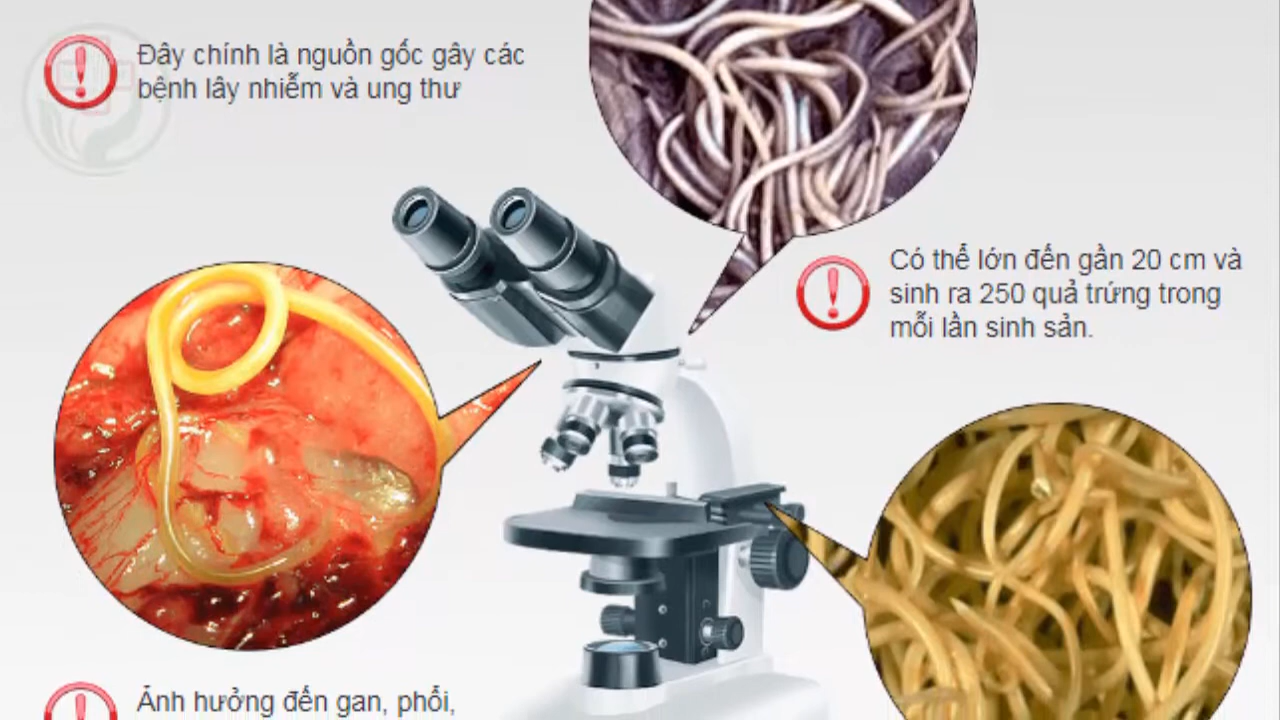 Đây chính là nguồn gốc gây các
bệnh lây nhiễm và ung thư
Có thể lớn đến gần 20 cm và
sinh ra 250 quả trứng trong
mỗi lần sinh sản.
Ảnh hưởng đến gan, phổi,